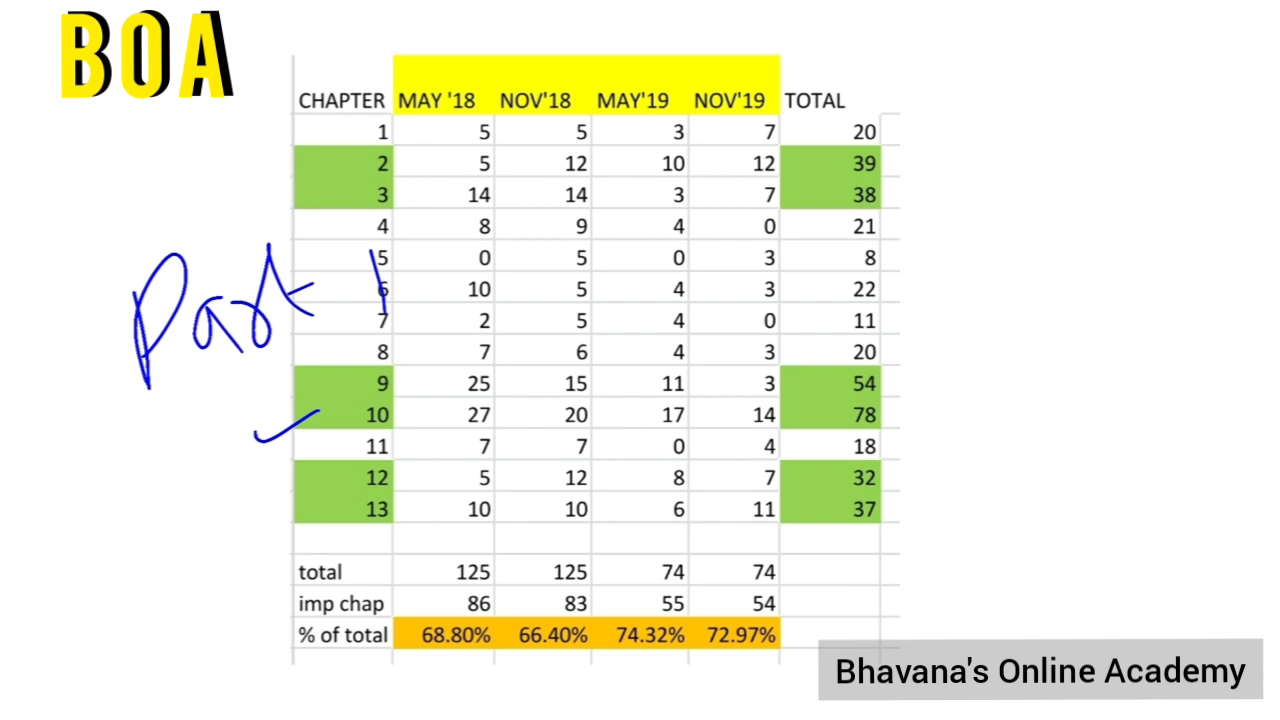 BOA
CHAPTER MAY '18 NOV'18 MAY'19 NOV'19 TOTAL
1 5 5 3 7 20
2 5 12 10 12 39
3 14 14 3 7 38
4 8 9 4 0 21
5 0 5 0 3 8
6 10 5 4 3 22
7 2 5 4 0 11
8 7 6 4 3 20
9 25 15 11 3 54
10 27 20 17 14 78
11 7 7 0 4 18
12 5 12 8 7 32
13 10 10 6 11 37
total 125 125 74 74
imp chap 86 83 55 54
% of total 68.80% 66.40% 74.32% 72.97%
Part 1
Bhavana's Online Academy